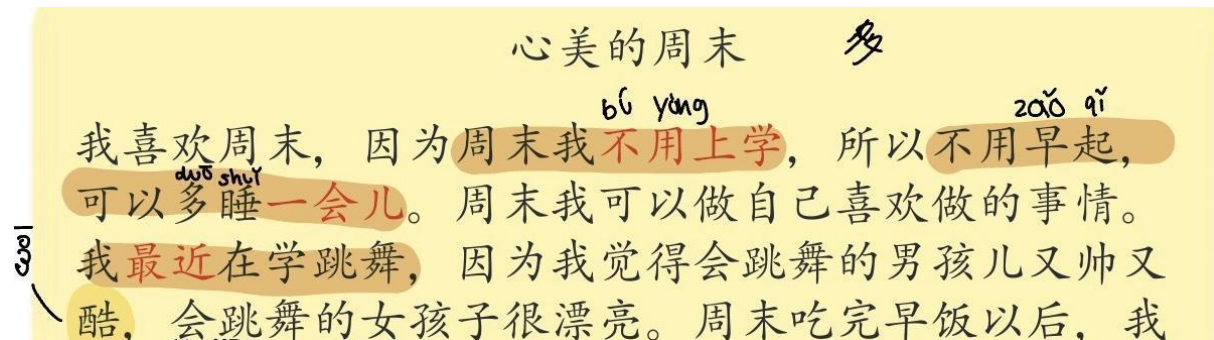 心美的周末 多
bú yòng zǎo qǐ
我喜欢周末，因为周末我不用上学，所以不用早起，
duō shuì
可以多睡一会儿。周末我可以做自己喜欢做的事情。
我最近在学跳舞，因为我觉得会跳舞的男孩儿又帅又
酷，会跳舞的女孩子很漂亮。周末吃完早饭以后，我